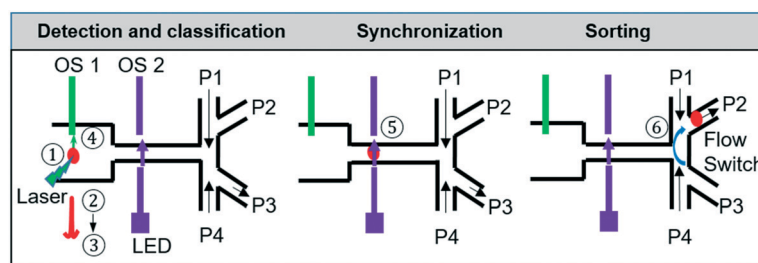 Detection and classification
Synchronization
Sorting
OS 1
OS 2
P1
P2
①
④
Laser
②
③
LED
P3
P4
⑤
P1
P2
P3
P4
P1
P2
⑥
Flow
Switch
P3
P4